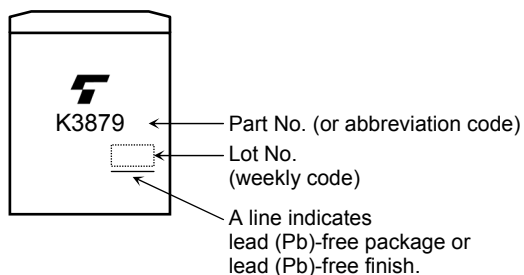 K3879
Part No. (or abbreviation code)
Lot No.
(weekly code)
A line indicates
lead (Pb)-free package or
lead (Pb)-free finish.